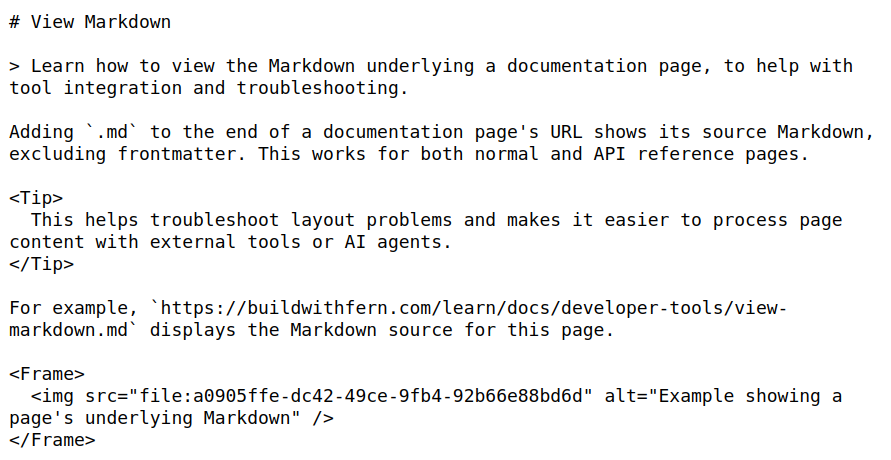 # View Markdown
> Learn how to view the Markdown underlying a documentation page, to help with
tool integration and troubleshooting.
Adding `.md` to the end of a documentation page's URL shows its source Markdown,
excluding frontmatter. This works for both normal and API reference pages.
<Tip>
  This helps troubleshoot layout problems and makes it easier to process page
content with external tools or AI agents.
</Tip>
For example, `https://buildwithfern.com/learn/docs/developer-tools/view-
markdown.md` displays the Markdown source for this page.
<Frame>
  <img src="file:a0905ffe-dc42-49ce-9fb4-92b66e88bd6d" alt="Example showing a
page's underlying Markdown" />
</Frame>